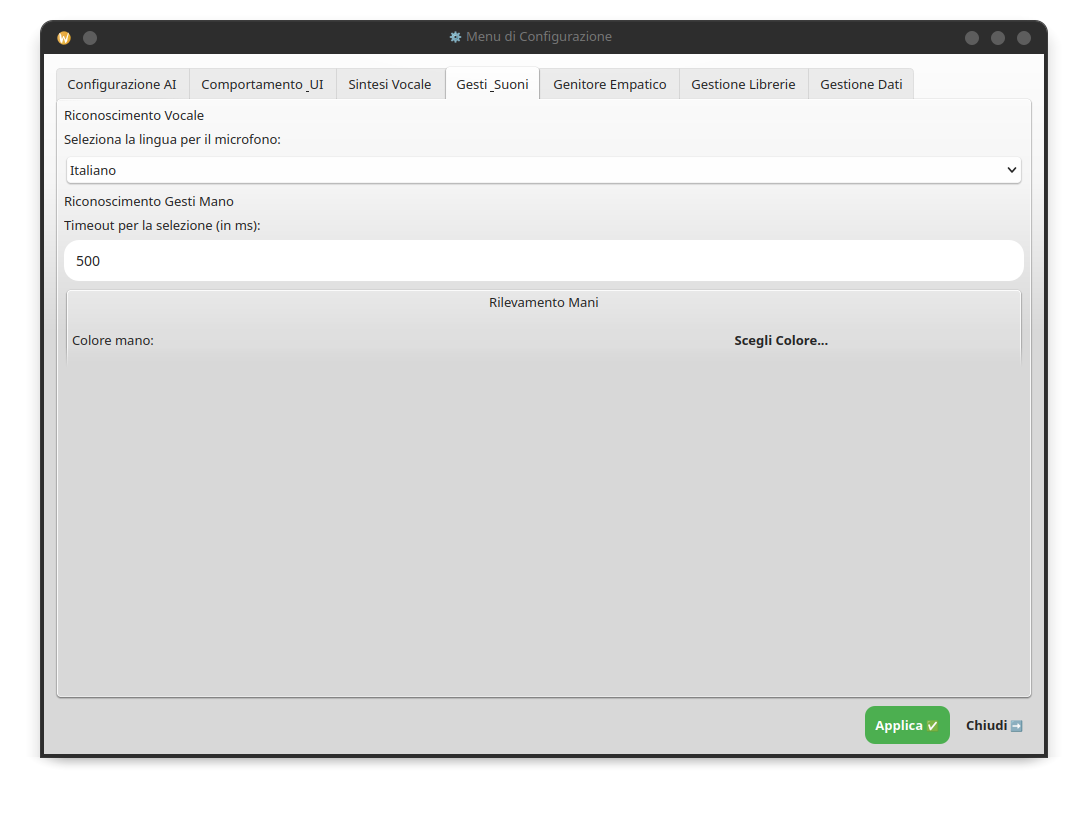 ⚙️ Menu di Configurazione
Configurazione AI Comportamento _UI Sintesi Vocale Gesti _Suoni Genitore Empatico Gestione Librerie Gestione Dati
Riconoscimento Vocale
Seleziona la lingua per il microfono:
Italiano
Riconoscimento Gesti Mano
Timeout per la selezione (in ms):
500
Rilevamento Mani
Colore mano: Scegli Colore...
Applica ✅ Chiudi ➡️